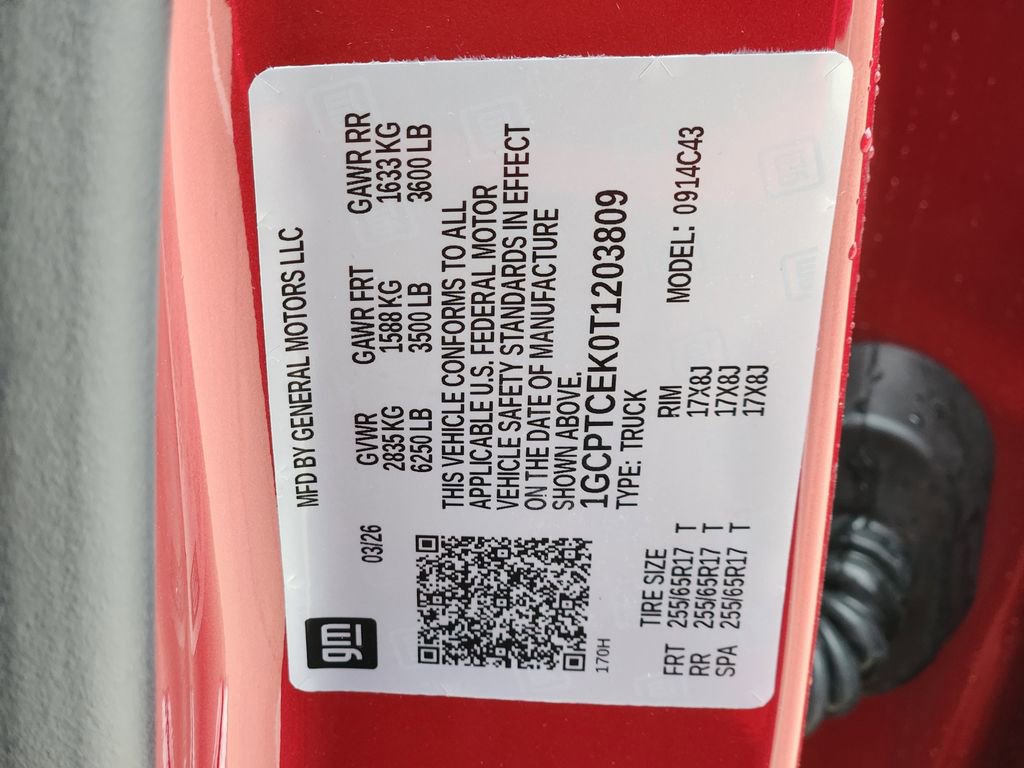 gm
MFD BY GENERAL MOTORS LLC
03/26
GVWR GAWR FRT GAWR RR
2835 KG 1588 KG 1633 KG
6250 LB 3500 LB 3600 LB
THIS VEHICLE CONFORMS TO ALL
APPLICABLE U.S. FEDERAL MOTOR
VEHICLE SAFETY STANDARDS IN EFFECT
ON THE DATE OF MANUFACTURE
SHOWN ABOVE.
1GCPTCEK0T1203809
TYPE: TRUCK
170H
TIRE SIZE RIM MODEL: 0914C43
FRT 255/65R17 T 17X8J
RR 255/65R17 T 17X8J
SPA 255/65R17 T 17X8J